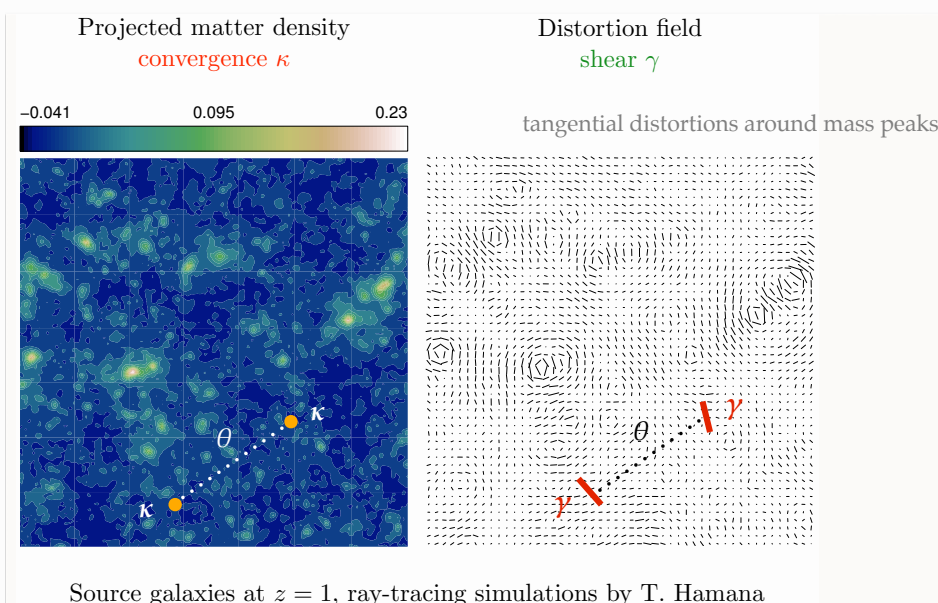 Projected matter density
convergence κ
Distortion field
shear γ
−0.041 0.095 0.23
tangential distortions around mass peaks
κ
θ
κ
γ
θ
γ
Source galaxies at z = 1, ray-tracing simulations by T. Hamana